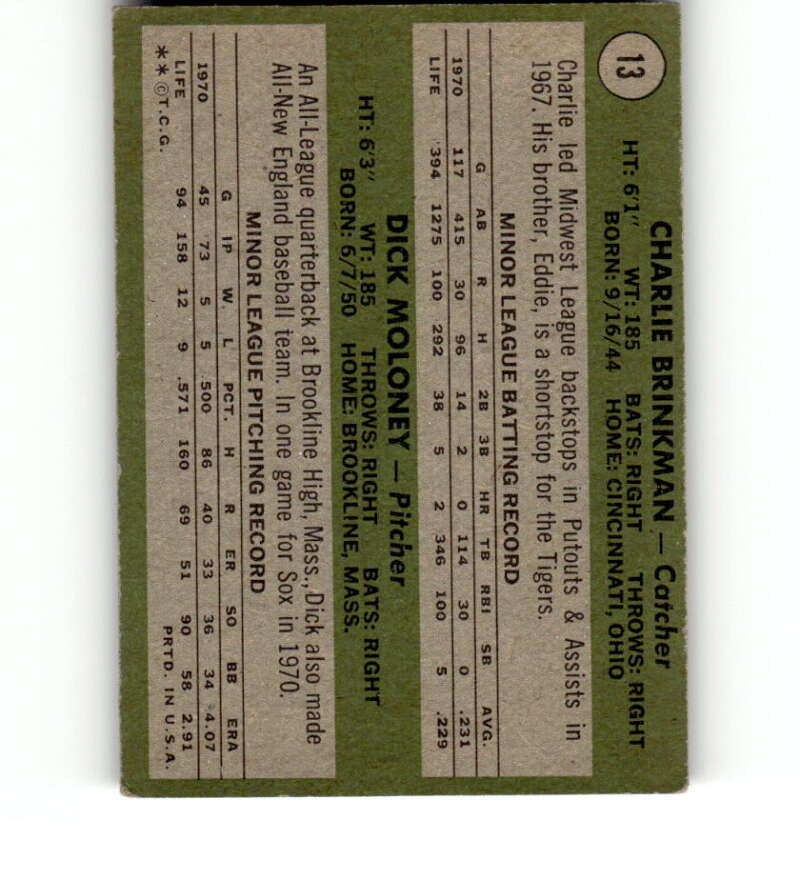 13
CHARLIE BRINKMAN — Catcher
HT: 6'1" WT: 185 BATS: RIGHT THROWS: RIGHT
BORN: 9/16/44 HOME: CINCINNATI, OHIO
Charlie led Midwest League backstops in Putouts & Assists in
1967. His brother, Eddie, is a shortstop for the Tigers.
MINOR LEAGUE BATTING RECORD
G AB R H 2B 3B HR TB RBI SB AVG.
1970 117 415 30 96 14 2 0 114 30 0 .231
LIFE 394 1275 100 292 38 5 2 346 100 5 .229
DICK MOLONEY — Pitcher
HT: 6'3" WT: 185 THROWS: RIGHT BATS: RIGHT
BORN: 6/7/50 HOME: BROOKLINE, MASS.
An All-League quarterback at Brookline High, Mass., Dick also made
All-New England baseball team. In one game for Sox in 1970.
MINOR LEAGUE PITCHING RECORD
G IP W. L PCT. H R ER SO BB ERA
1970 45 73 5 5 .500 86 40 33 36 34 4.07
LIFE 94 158 12 9 .571 160 69 51 90 58 2.91
**©T.C.G. PRTD. IN U.S.A.